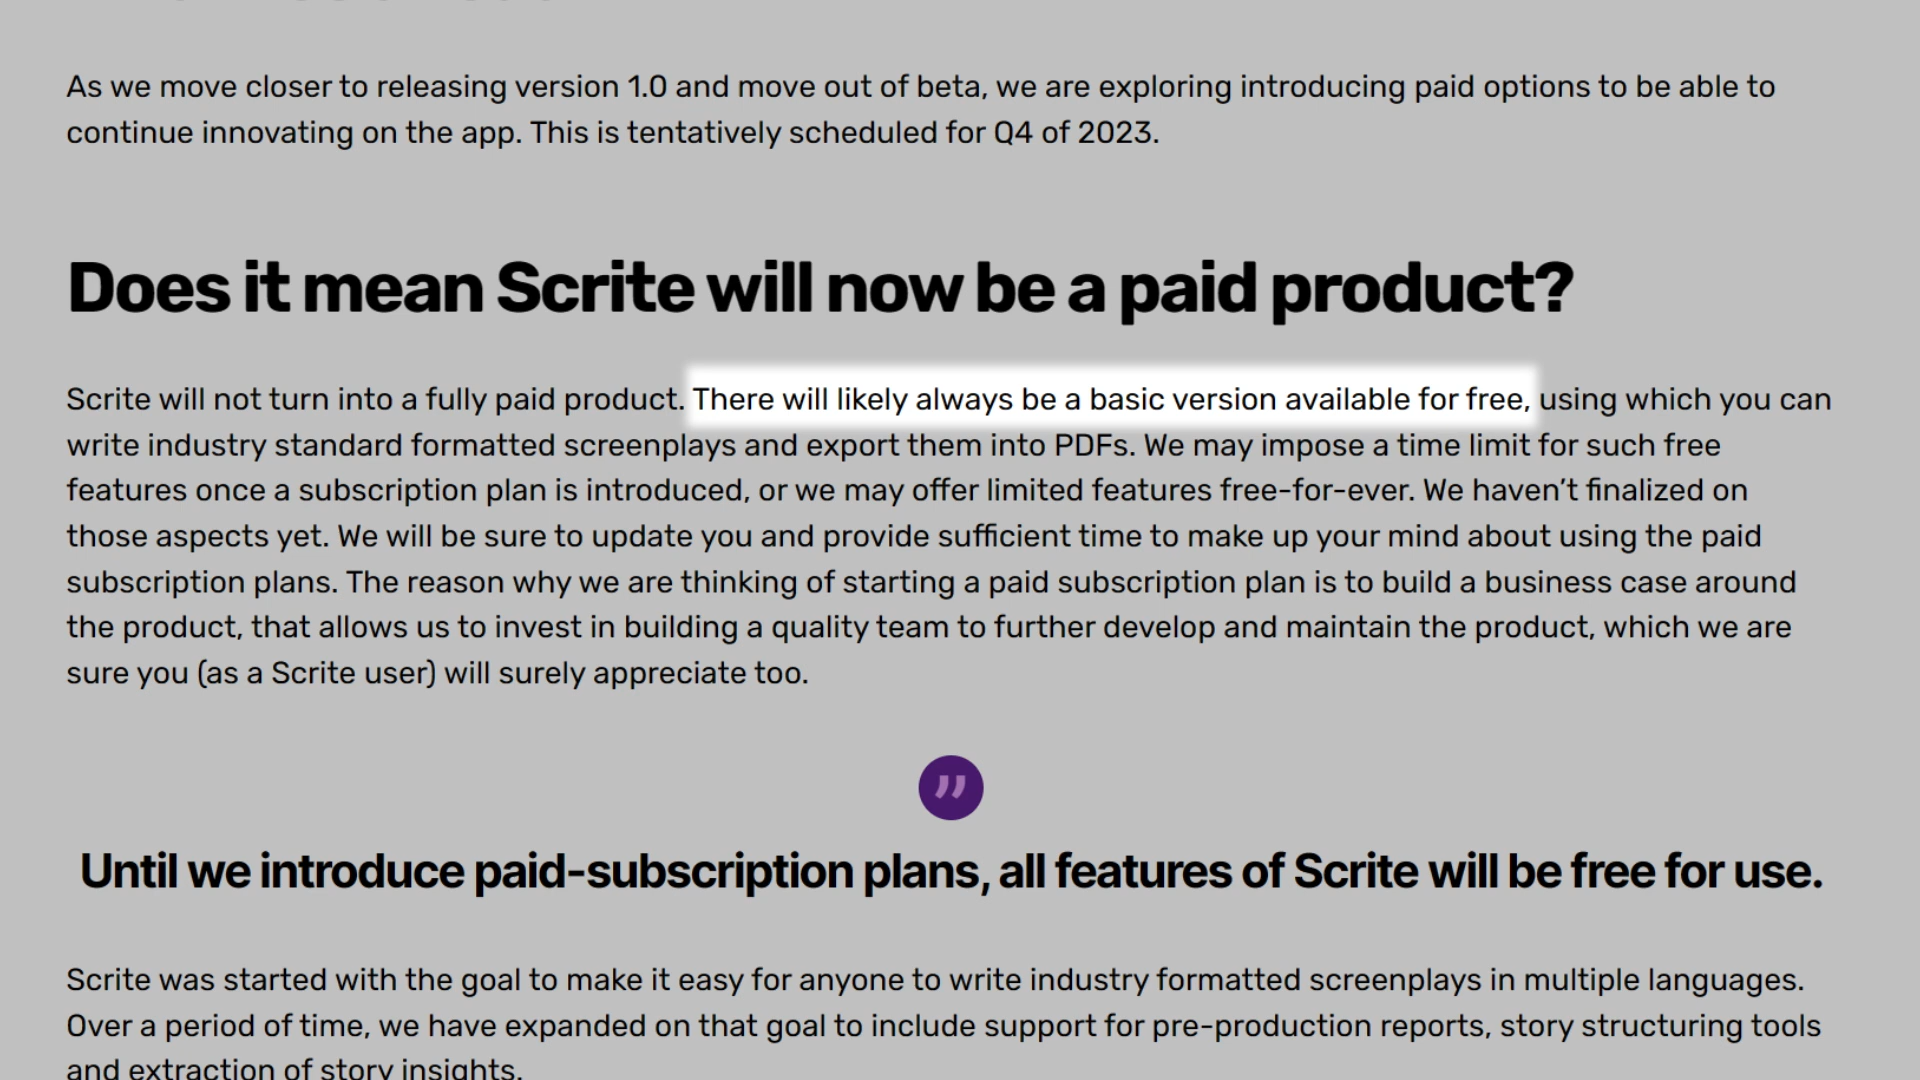 As we move closer to releasing version 1.0 and move out of beta, we are exploring introducing paid options to be able to
continue innovating on the app. This is tentatively scheduled for Q4 of 2023.
Does it mean Scrite will now be a paid product?
Scrite will not turn into a fully paid product. There will likely always be a basic version available for free, using which you can
write industry standard formatted screenplays and export them into PDFs. We may impose a time limit for such free
features once a subscription plan is introduced, or we may offer limited features free-for-ever. We haven’t finalized on
those aspects yet. We will be sure to update you and provide sufficient time to make up your mind about using the paid
subscription plans. The reason why we are thinking of starting a paid subscription plan is to build a business case around
the product, that allows us to invest in building a quality team to further develop and maintain the product, which we are
sure you (as a Scrite user) will surely appreciate too.
”
Until we introduce paid-subscription plans, all features of Scrite will be free for use.
Scrite was started with the goal to make it easy for anyone to write industry formatted screenplays in multiple languages.
Over a period of time, we have expanded on that goal to include support for pre-production reports, story structuring tools
and extraction of story insights.